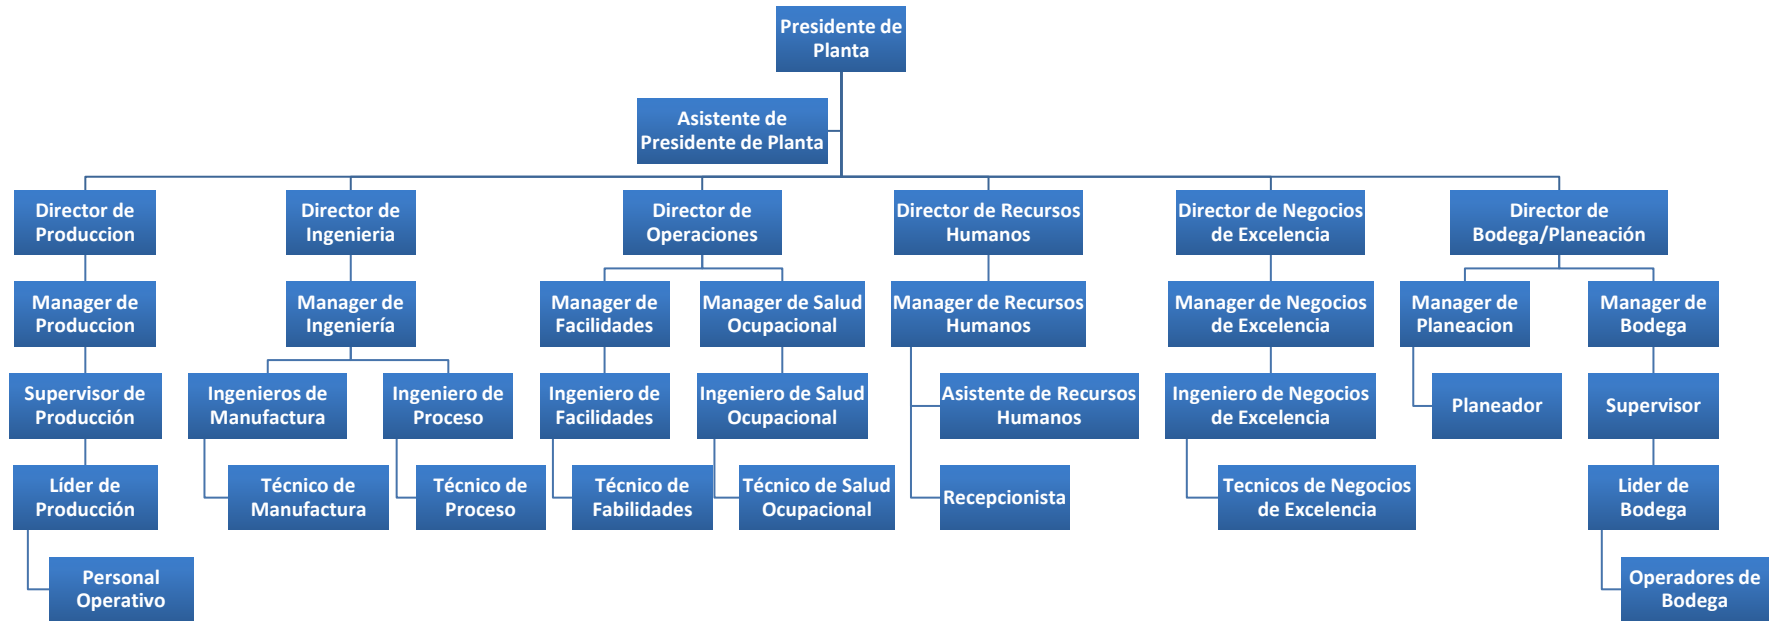 Presidente de
Planta
Asistente de
Presidente de Planta
Director de
Produccion
Director de
Ingenieria
Director de
Operaciones
Director de Recursos
Humanos
Director de Negocios
de Excelencia
Director de
Bodega/Planeación
Manager de
Produccion
Manager de
Ingeniería
Manager de
Facilidades
Manager de Salud
Ocupacional
Manager de Recursos
Humanos
Manager de Negocios
de Excelencia
Manager de
Planeacion
Manager de
Bodega
Supervisor de
Producción
Ingenieros de
Manufactura
Ingeniero de
Proceso
Ingeniero de
Facilidades
Ingeniero de Salud
Ocupacional
Asistente de Recursos
Humanos
Ingeniero de Negocios
de Excelencia
Planeador
Supervisor
Líder de
Producción
Técnico de
Manufactura
Técnico de
Proceso
Técnico de
Fabilidades
Técnico de Salud
Ocupacional
Recepcionista
Tecnicos de Negocios
de Excelencia
Lider de
Bodega
Personal
Operativo
Operadores de
Bodega